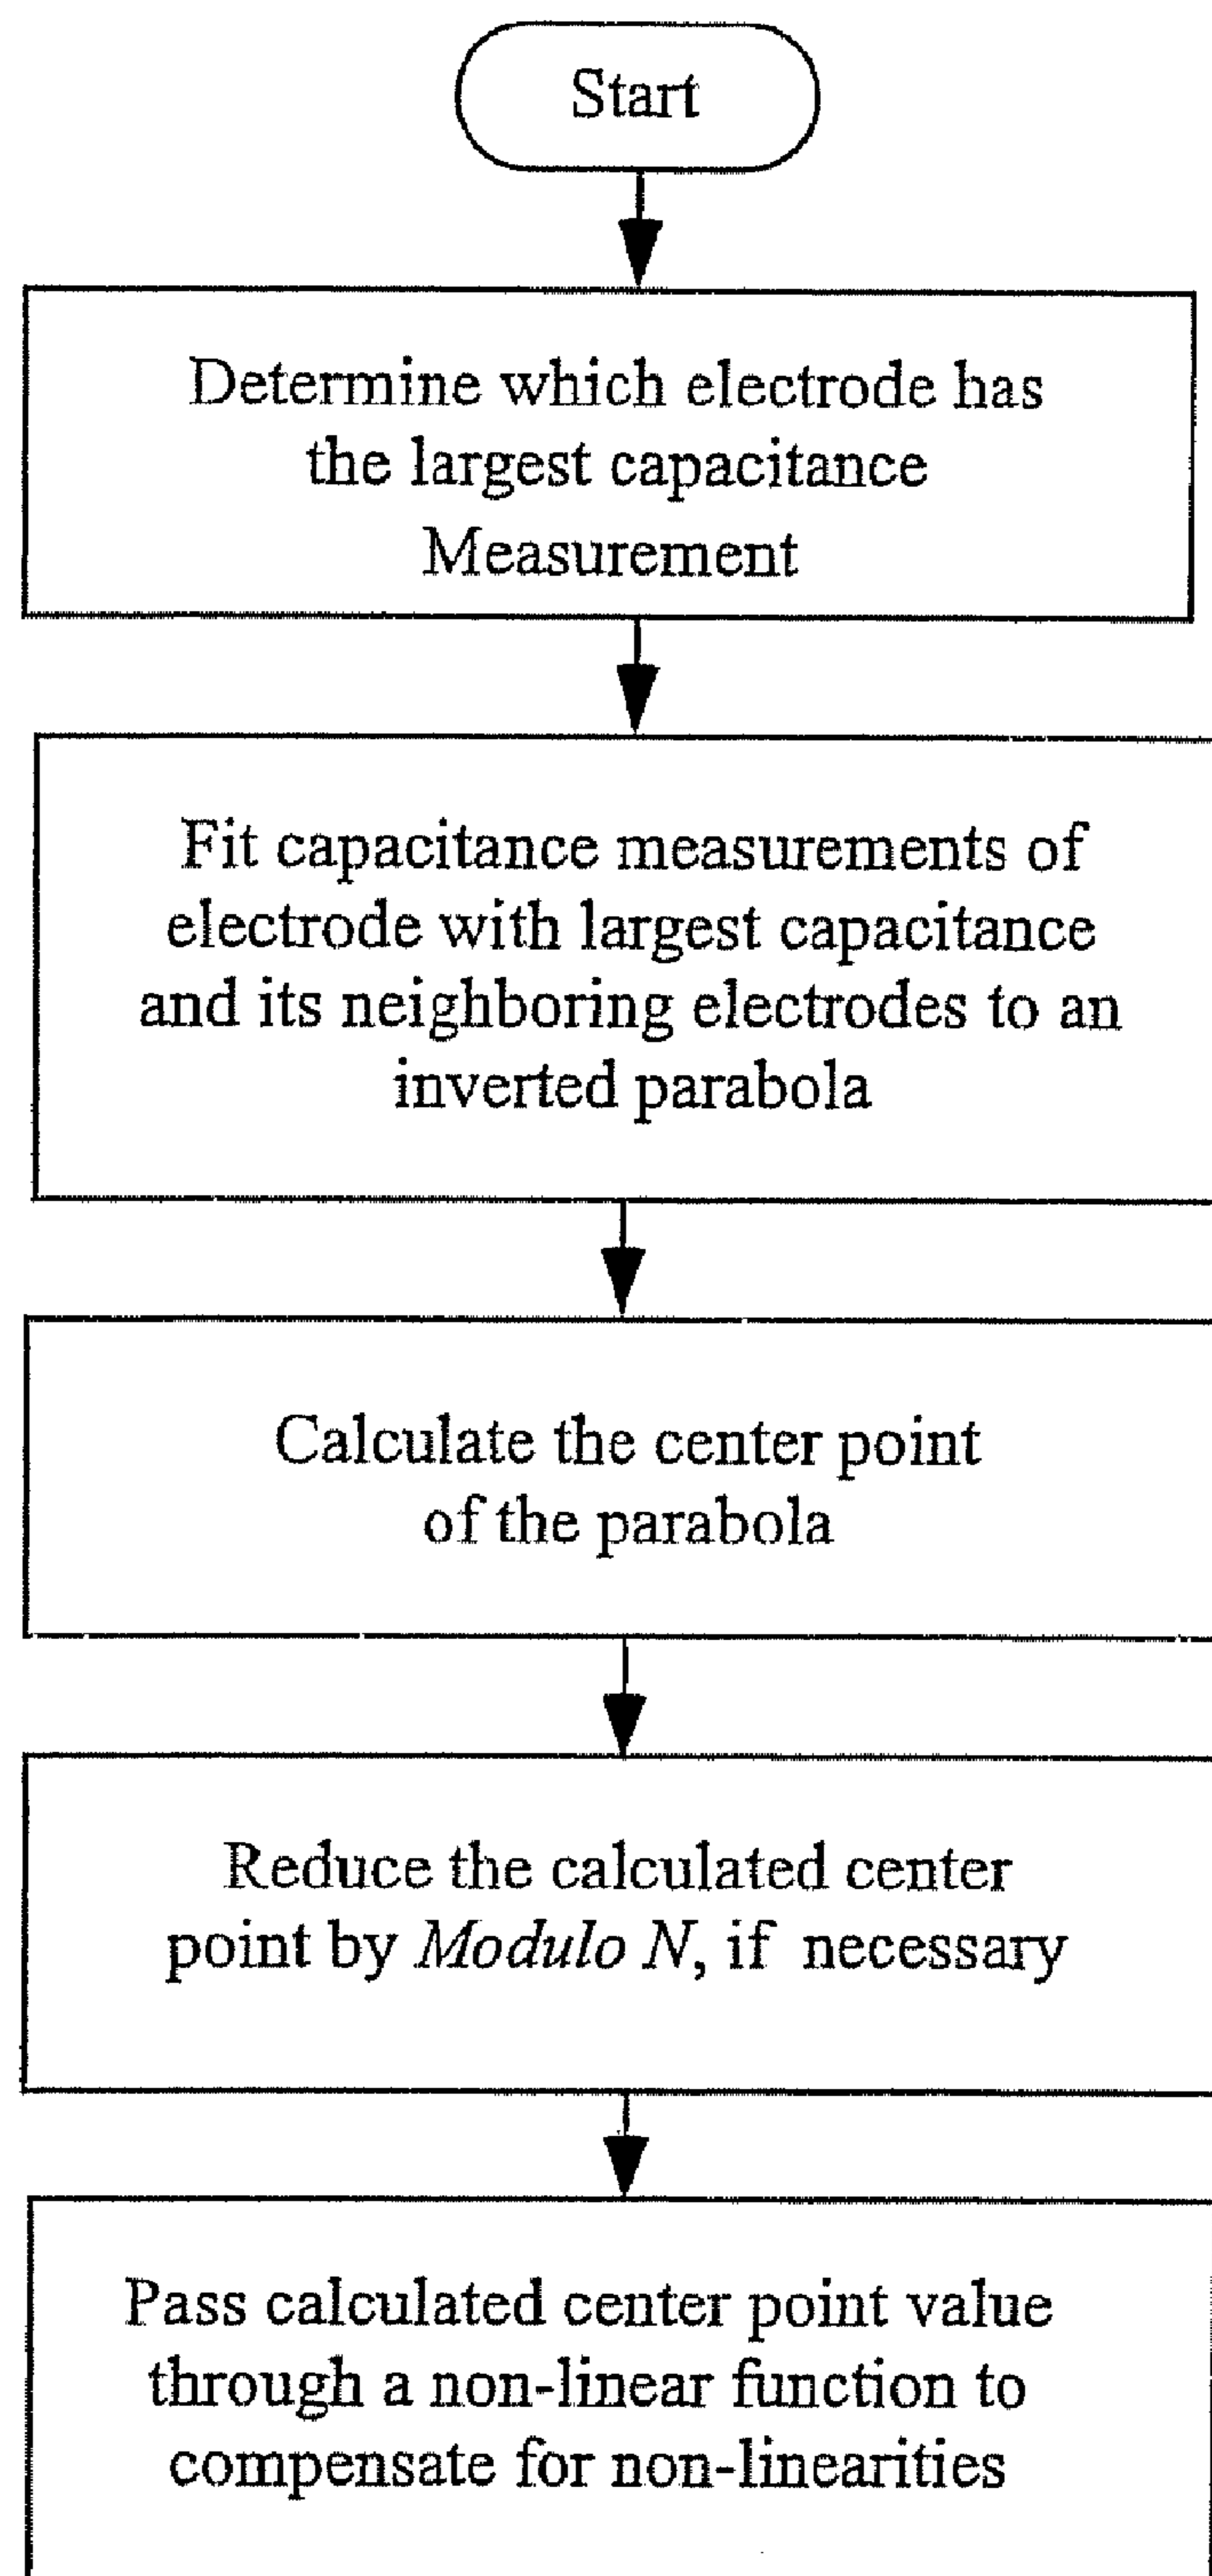 Start
Determine which electrode has
the largest capacitance
Measurement
Fit capacitance measurements of
electrode with largest capacitance
and its neighboring electrodes to an
inverted parabola
Calculate the center point
of the parabola
Reduce the calculated center
point by Modulo N, if necessary
Pass calculated center point value
through a non-linear function to
compensate for non-linearities